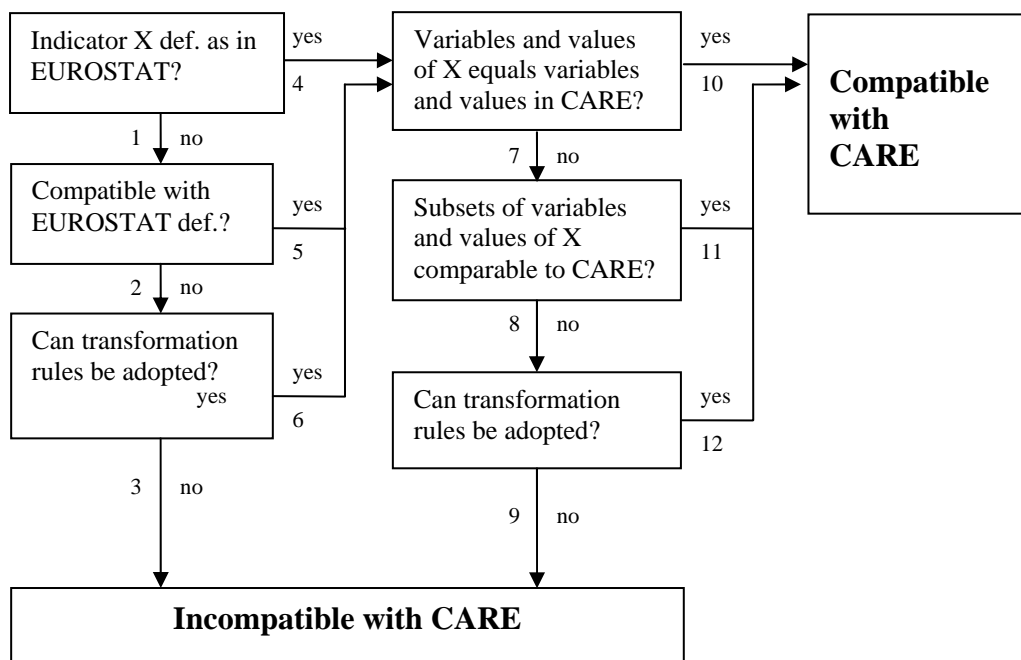 Indicator X def. as in
EUROSTAT?
yes
4
1 no
Compatible with
EUROSTAT def.?
yes
5
2 no
Can transformation
rules be adopted?
yes
yes
6
3 no
Variables and values
of X equals variables
and values in CARE?
yes
10
7 no
Subsets of variables
and values of X
comparable to CARE?
yes
11
8 no
Can transformation
rules be adopted?
yes
12
9 no
Compatible
with
CARE
Incompatible with CARE